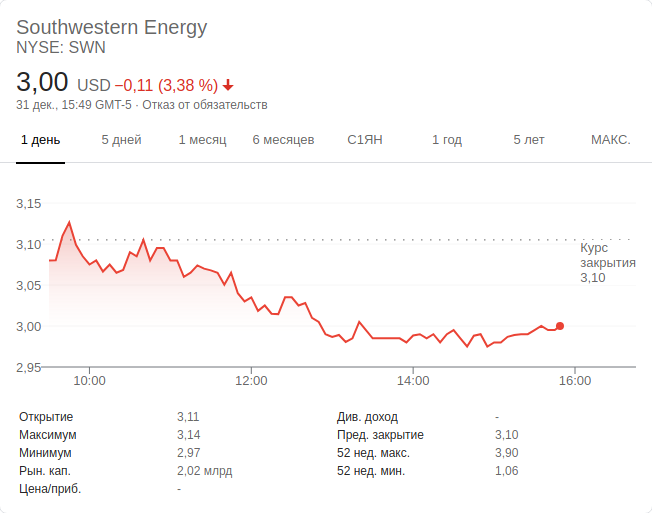 Southwestern Energy
NYSE: SWN
3,00 USD −0,11 (3,38 %)
31 дек., 15:49 GMT-5 · Отказ от обязательств
1 день 5 дней 1 месяц 6 месяцев С1ЯН 1 год 5 лет МАКС.
3,15
3,10
Курс
закрытия
3,10
3,05
3,00
2,95
10:00 12:00 14:00 16:00
Открытие 3,11 Див. доход -
Максимум 3,14 Пред. закрытие 3,10
Минимум 2,97 52 нед. макс. 3,90
Рын. кап. 2,02 млрд 52 нед. мин. 1,06
Цена/приб. -